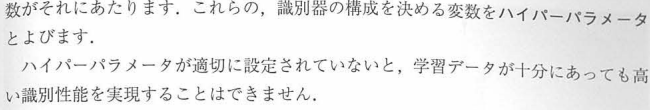 数がそれにあたります．これらの，識別器の構成を決める変数をハイパーパラメータ
とよびます．
ハイパーパラメータが適切に設定されていないと，学習データが十分にあっても高
い識別性能を実現することはできません．